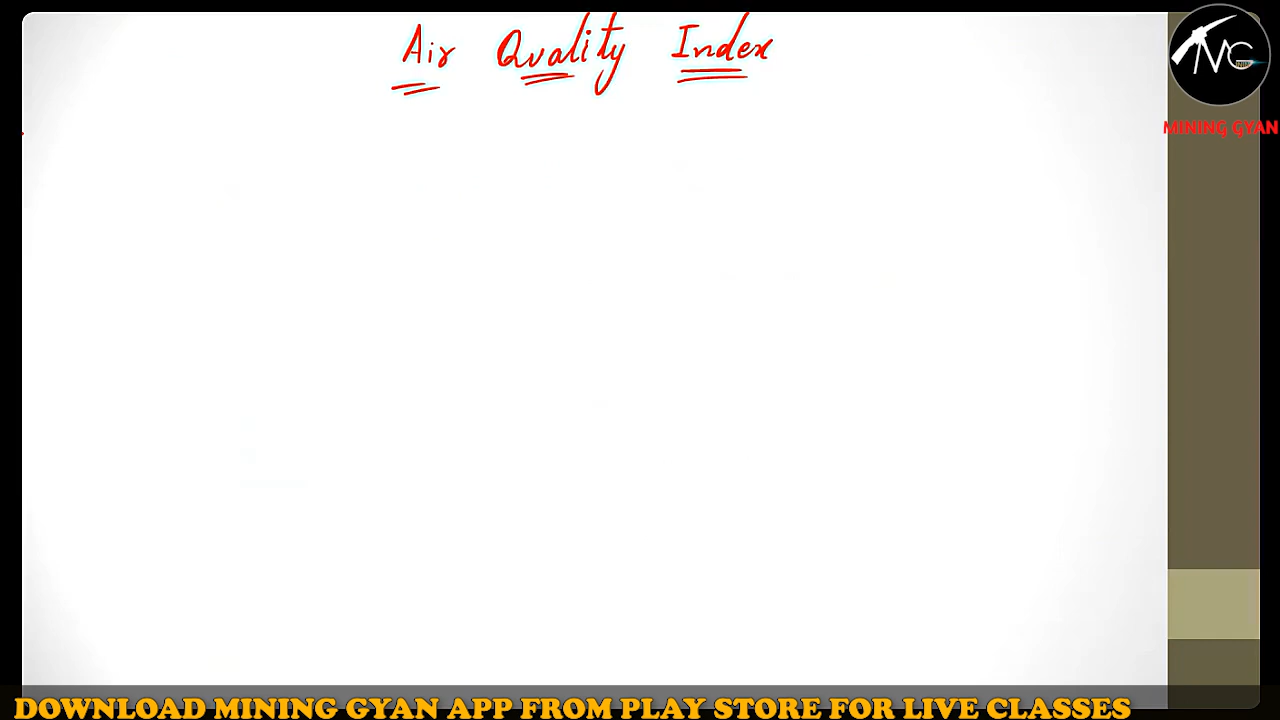 Air Quality Index
MG
MINING GYAN
DOWNLOAD MINING GYAN APP FROM PLAY STORE FOR LIVE CLASSES